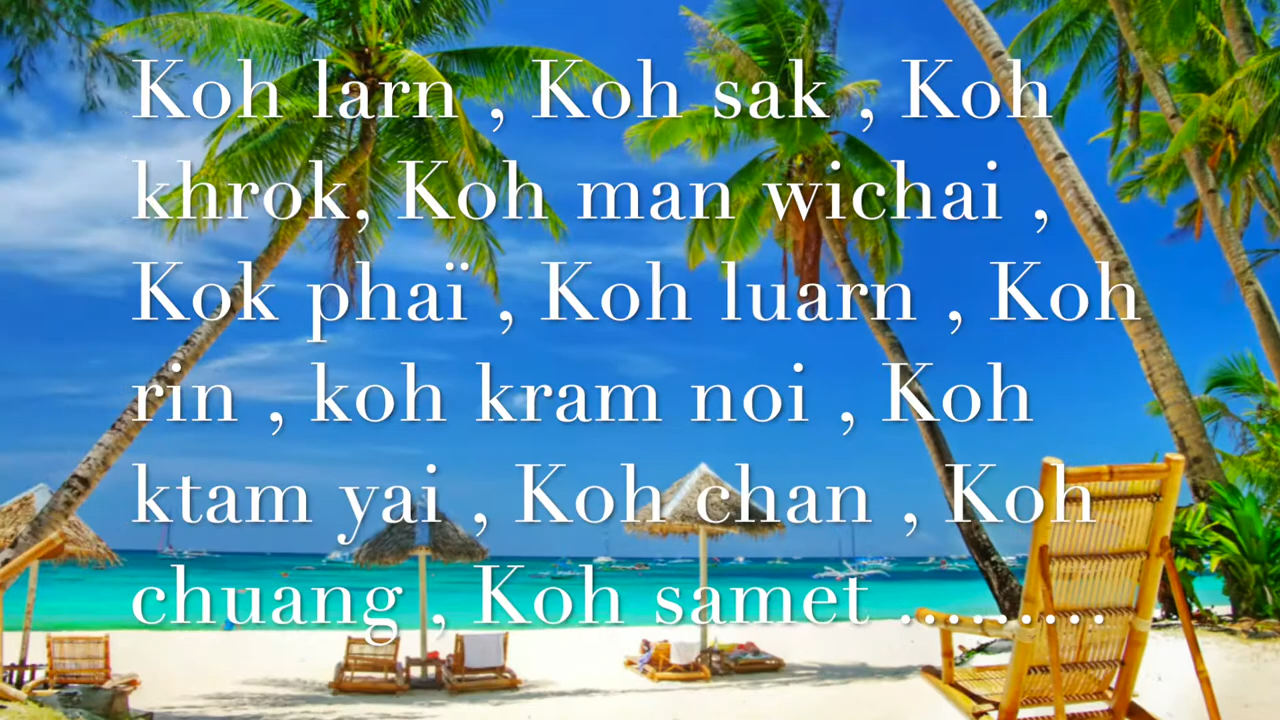 Koh larn , Koh sak , Koh
khrok, Koh man wichai ,
Kok phaï , Koh luarn , Koh
rin , koh kram noi , Koh
ktam yai , Koh chan , Koh
chuang , Koh samet .........